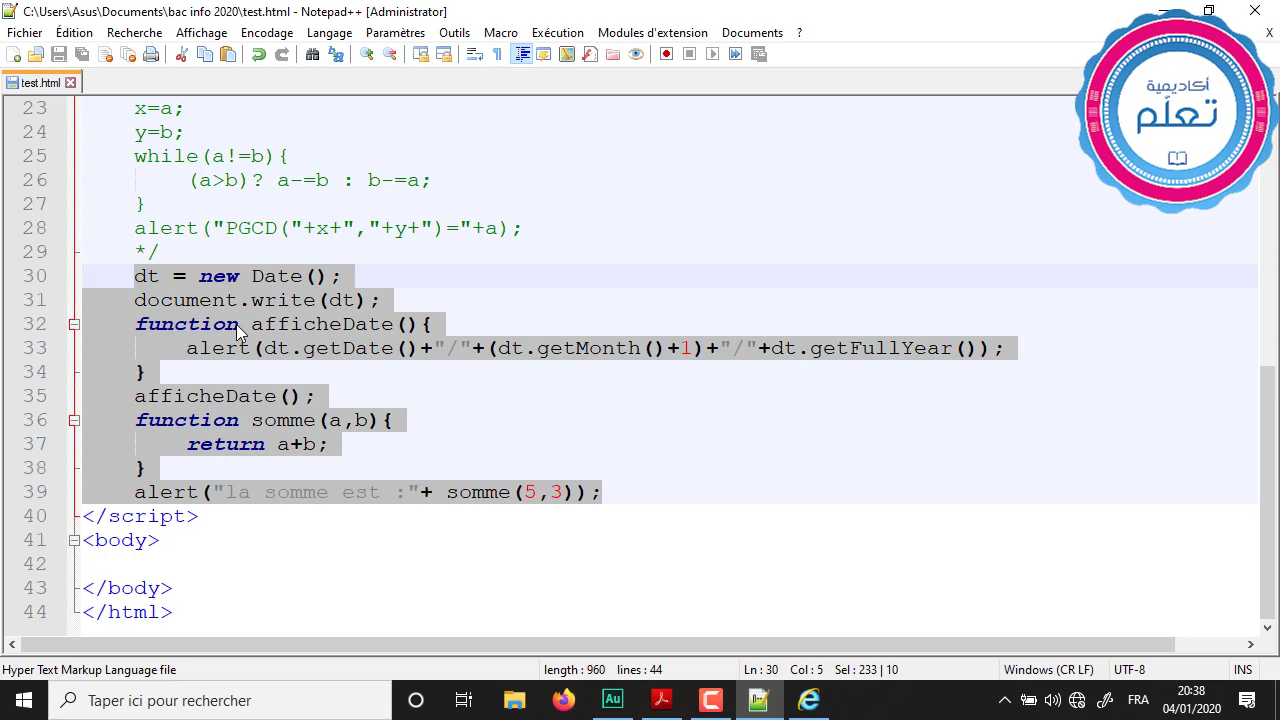 C:\Users\Asus\Documents\bac info 2020\test.html - Notepad++ [Administrator]
Fichier Édition Recherche Affichage Encodage Langage Paramètres Outils Macro Exécution Modules d'extension Documents ? X
test.html
أكاديمية
تعلّم
23 x=a;
24 y=b;
25 while(a!=b){
26 (a>b)? a-=b : b-=a;
27 }
28 alert("PGCD("+x+","+y+")="+a);
29 */
30 dt = new Date();
31 document.write(dt);
32 function afficheDate(){
33 alert(dt.getDate()+"/"+(dt.getMonth()+1)+"/"+dt.getFullYear());
34 }
35 afficheDate();
36 function somme(a,b){
37 return a+b;
38 }
39 alert("la somme est :"+ somme(5,3));
40 </script>
41 <body>
42
43 </body>
44 </html>
Hyper Text Markup Language file length : 960 lines : 44 Ln : 30 Col : 5 Sel : 233 | 10 Windows (CR LF) UTF-8 INS
Taper ici pour rechercher
FRA
20:38
04/01/2020